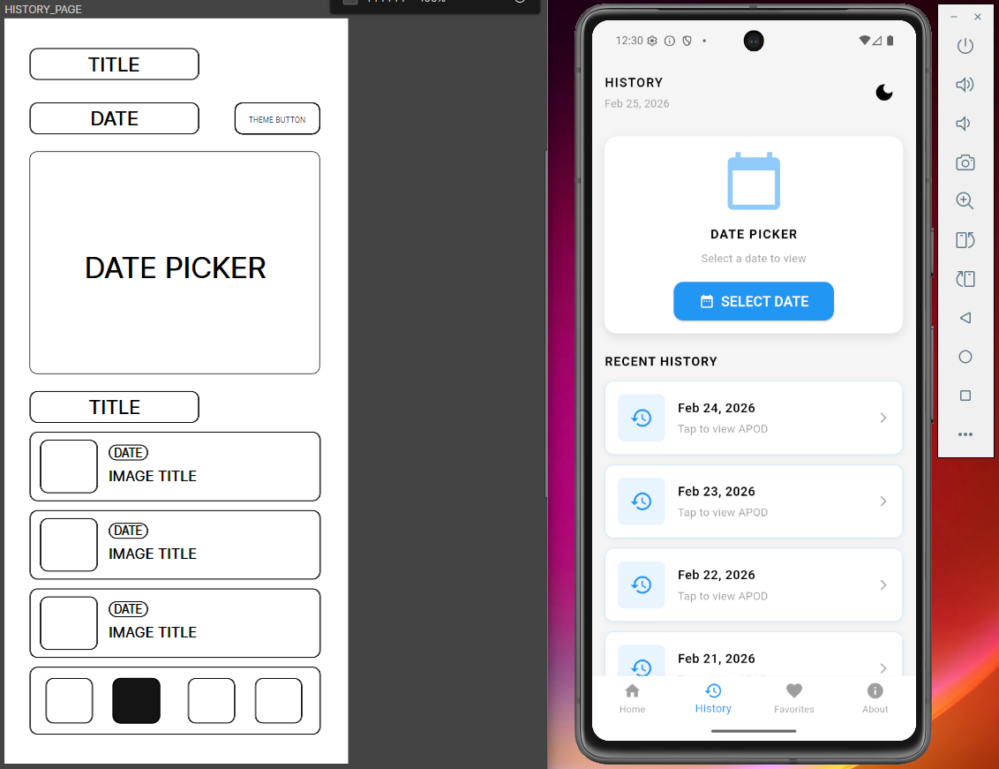 HISTORY_PAGE
TITLE
DATE
THEME BUTTON
DATE PICKER
TITLE
DATE
IMAGE TITLE
DATE
IMAGE TITLE
DATE
IMAGE TITLE
12:30
HISTORY
Feb 25, 2026
DATE PICKER
Select a date to view
SELECT DATE
RECENT HISTORY
Feb 24, 2026
Tap to view APOD
Feb 23, 2026
Tap to view APOD
Feb 22, 2026
Tap to view APOD
Feb 21, 2026
Home
History
Favorites
About